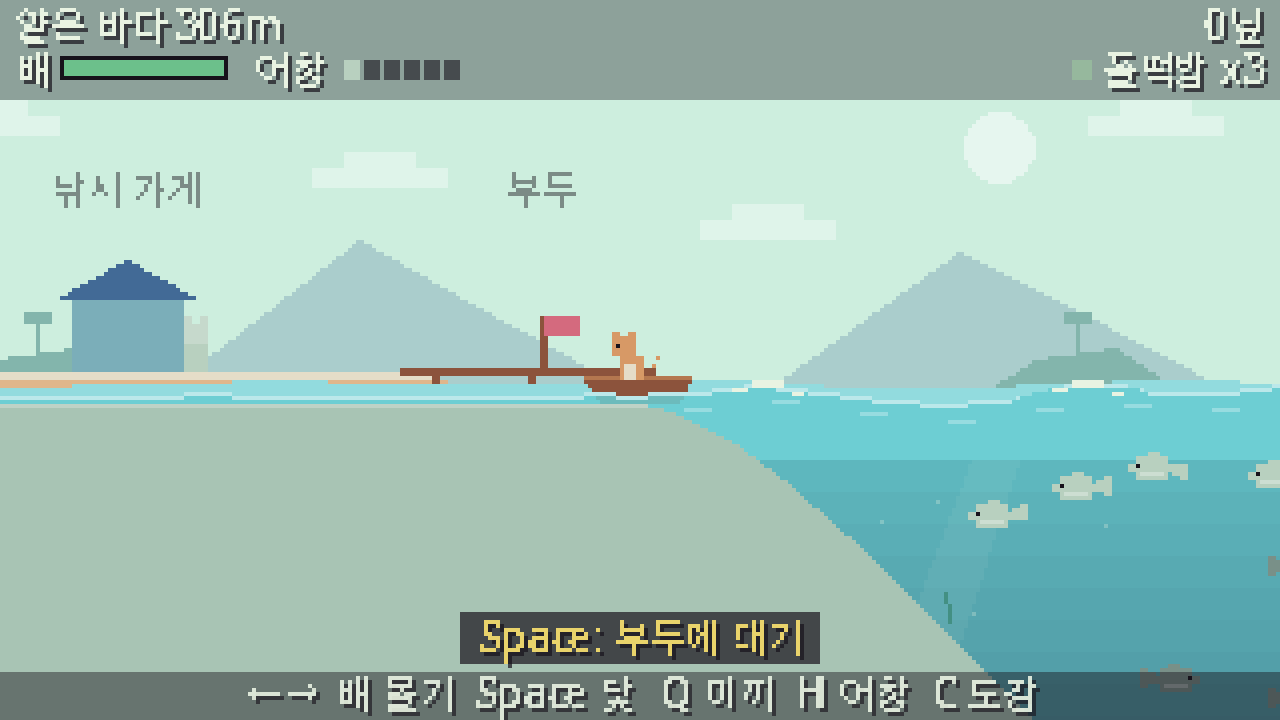 얕은 바다 306m
0닢
배 어창
풀 떡밥 x3
낚시 가게
부두
Space: 부두에 대기
←→ 배 몰기 Space 닻 Q 미끼 H 어창 C 도감